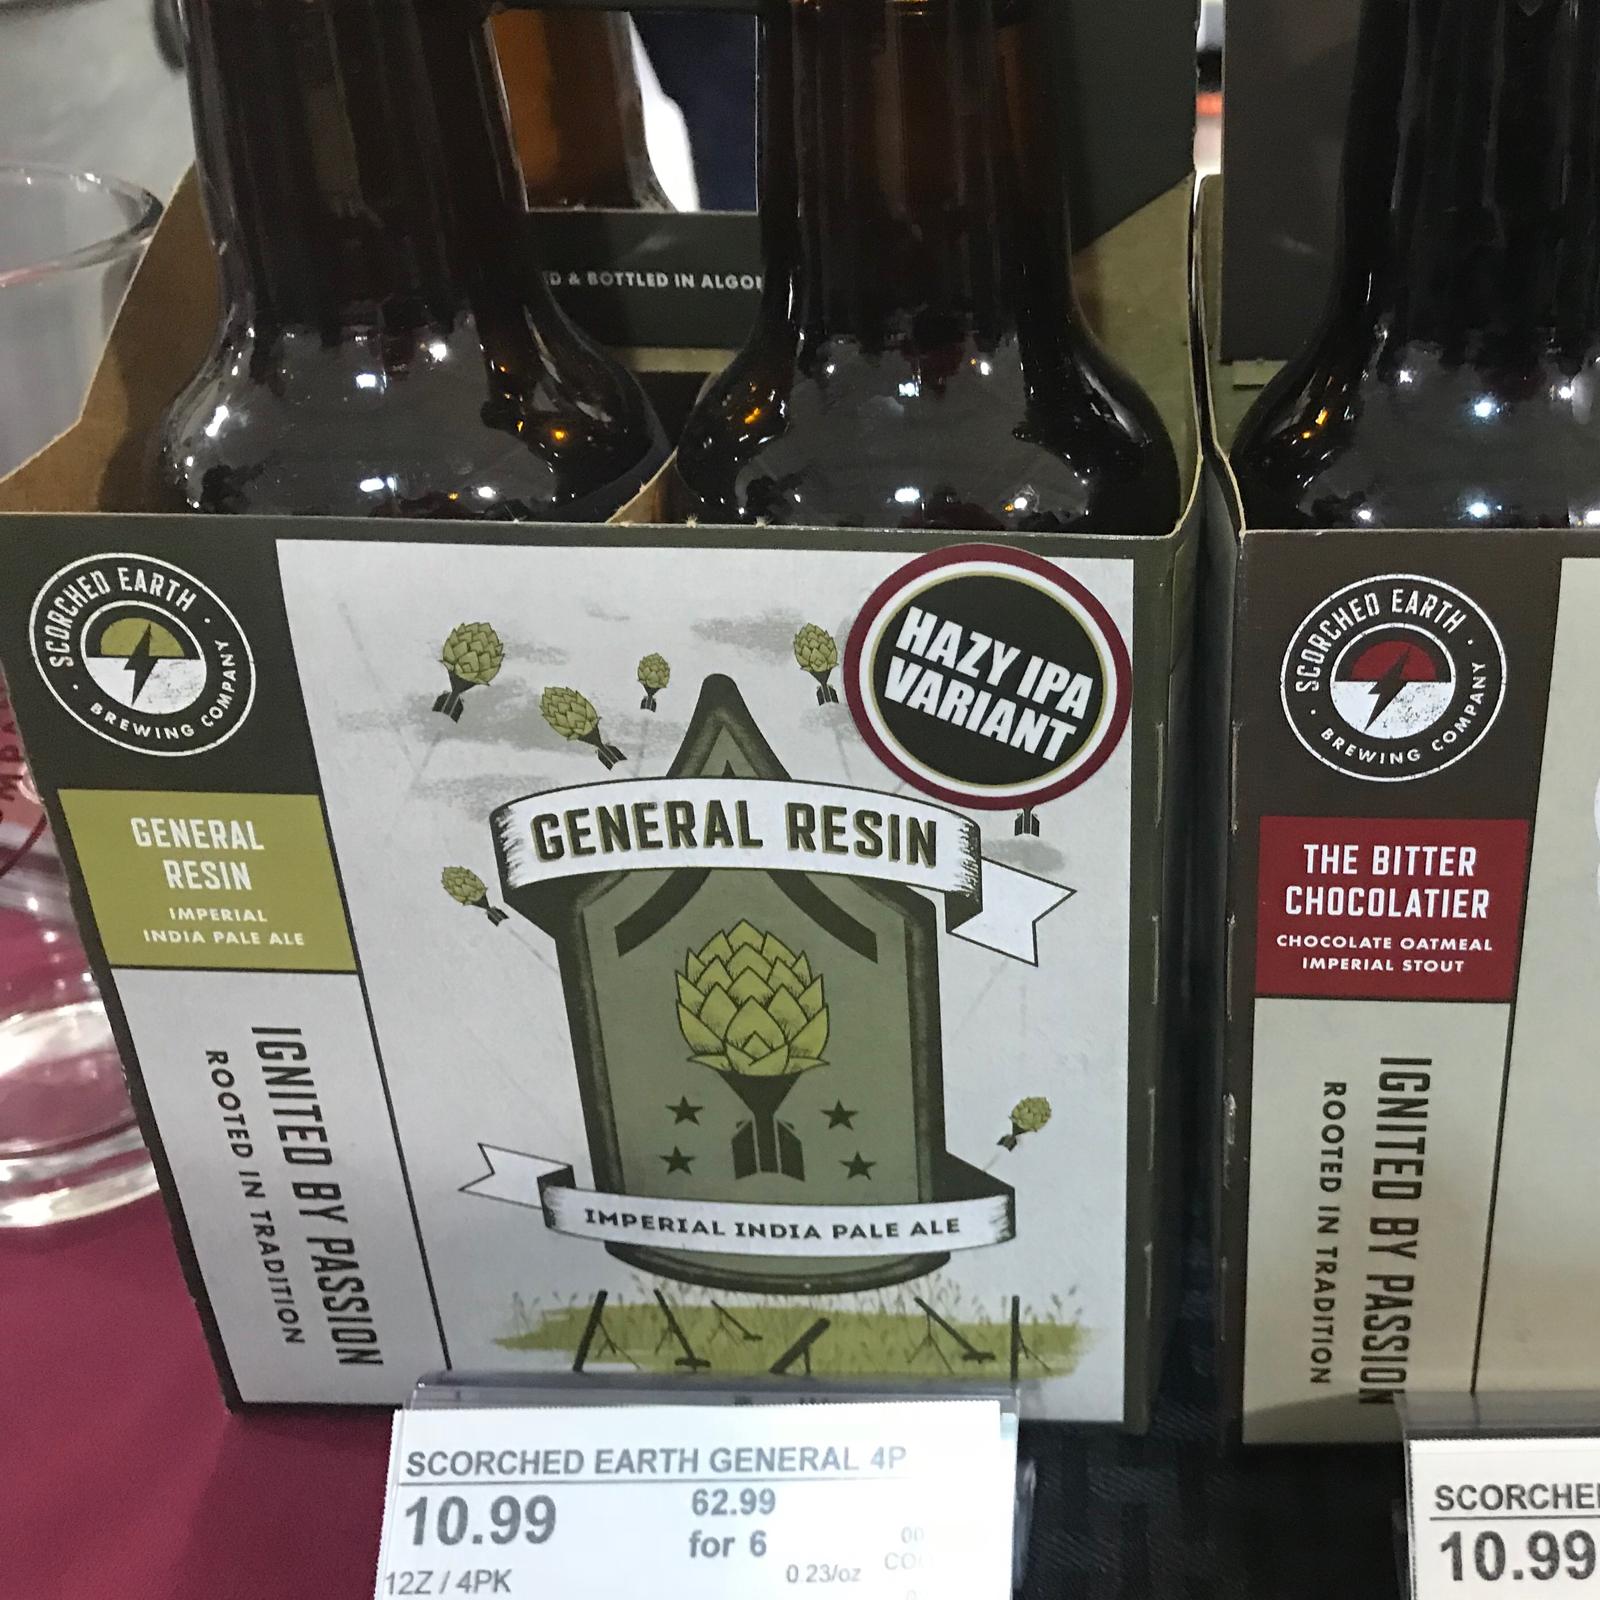 & BOTTLED IN
SCORCHED EARTH
BREWING COMPANY
GENERAL
RESIN
IMPERIAL
INDIA PALE ALE
IGNITED BY PASSION
ROOTED IN TRADITION
HAZY IPA
VARIANT
GENERAL RESIN
IMPERIAL INDIA PALE ALE
SCORCHED EARTH
BREWING COMPANY
THE BITTER
CHOCOLATIER
CHOCOLATE OATMEAL
IMPERIAL STOUT
IGNITED BY PASSION
ROOTED IN TRADITION
SCORCHED EARTH GENERAL 4P
10.99
62.99
for 6
12Z / 4PK
0.23/oz
10.99